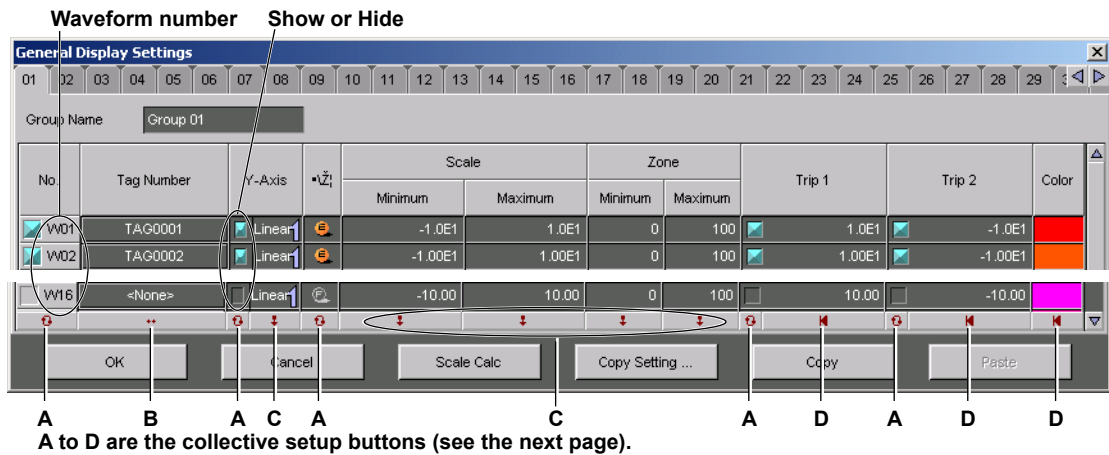 Waveform number Show or Hide
General Display Settings
01 02 03 04 05 06 07 08 09 10 11 12 13 14 15 16 17 18 19 20 21 22 23 24 25 26 27 28 29
Group Name Group 01
No. Tag Number Y-Axis Scale Zone Trip 1 Trip 2 Color
Minimum Maximum Minimum Maximum
W01 TAG0001 Linear E -1.0E1 1.0E1 0 100 1.0E1 -1.0E1
W02 TAG0002 Linear E -1.00E1 1.00E1 0 100 1.00E1 -1.00E1
W16 <None> Linear F -10.00 10.00 0 100 10.00 -10.00
OK Cancel Scale Calc Copy Setting ... Copy Paste
A B A C A C A D A D D
A to D are the collective setup buttons (see the next page).